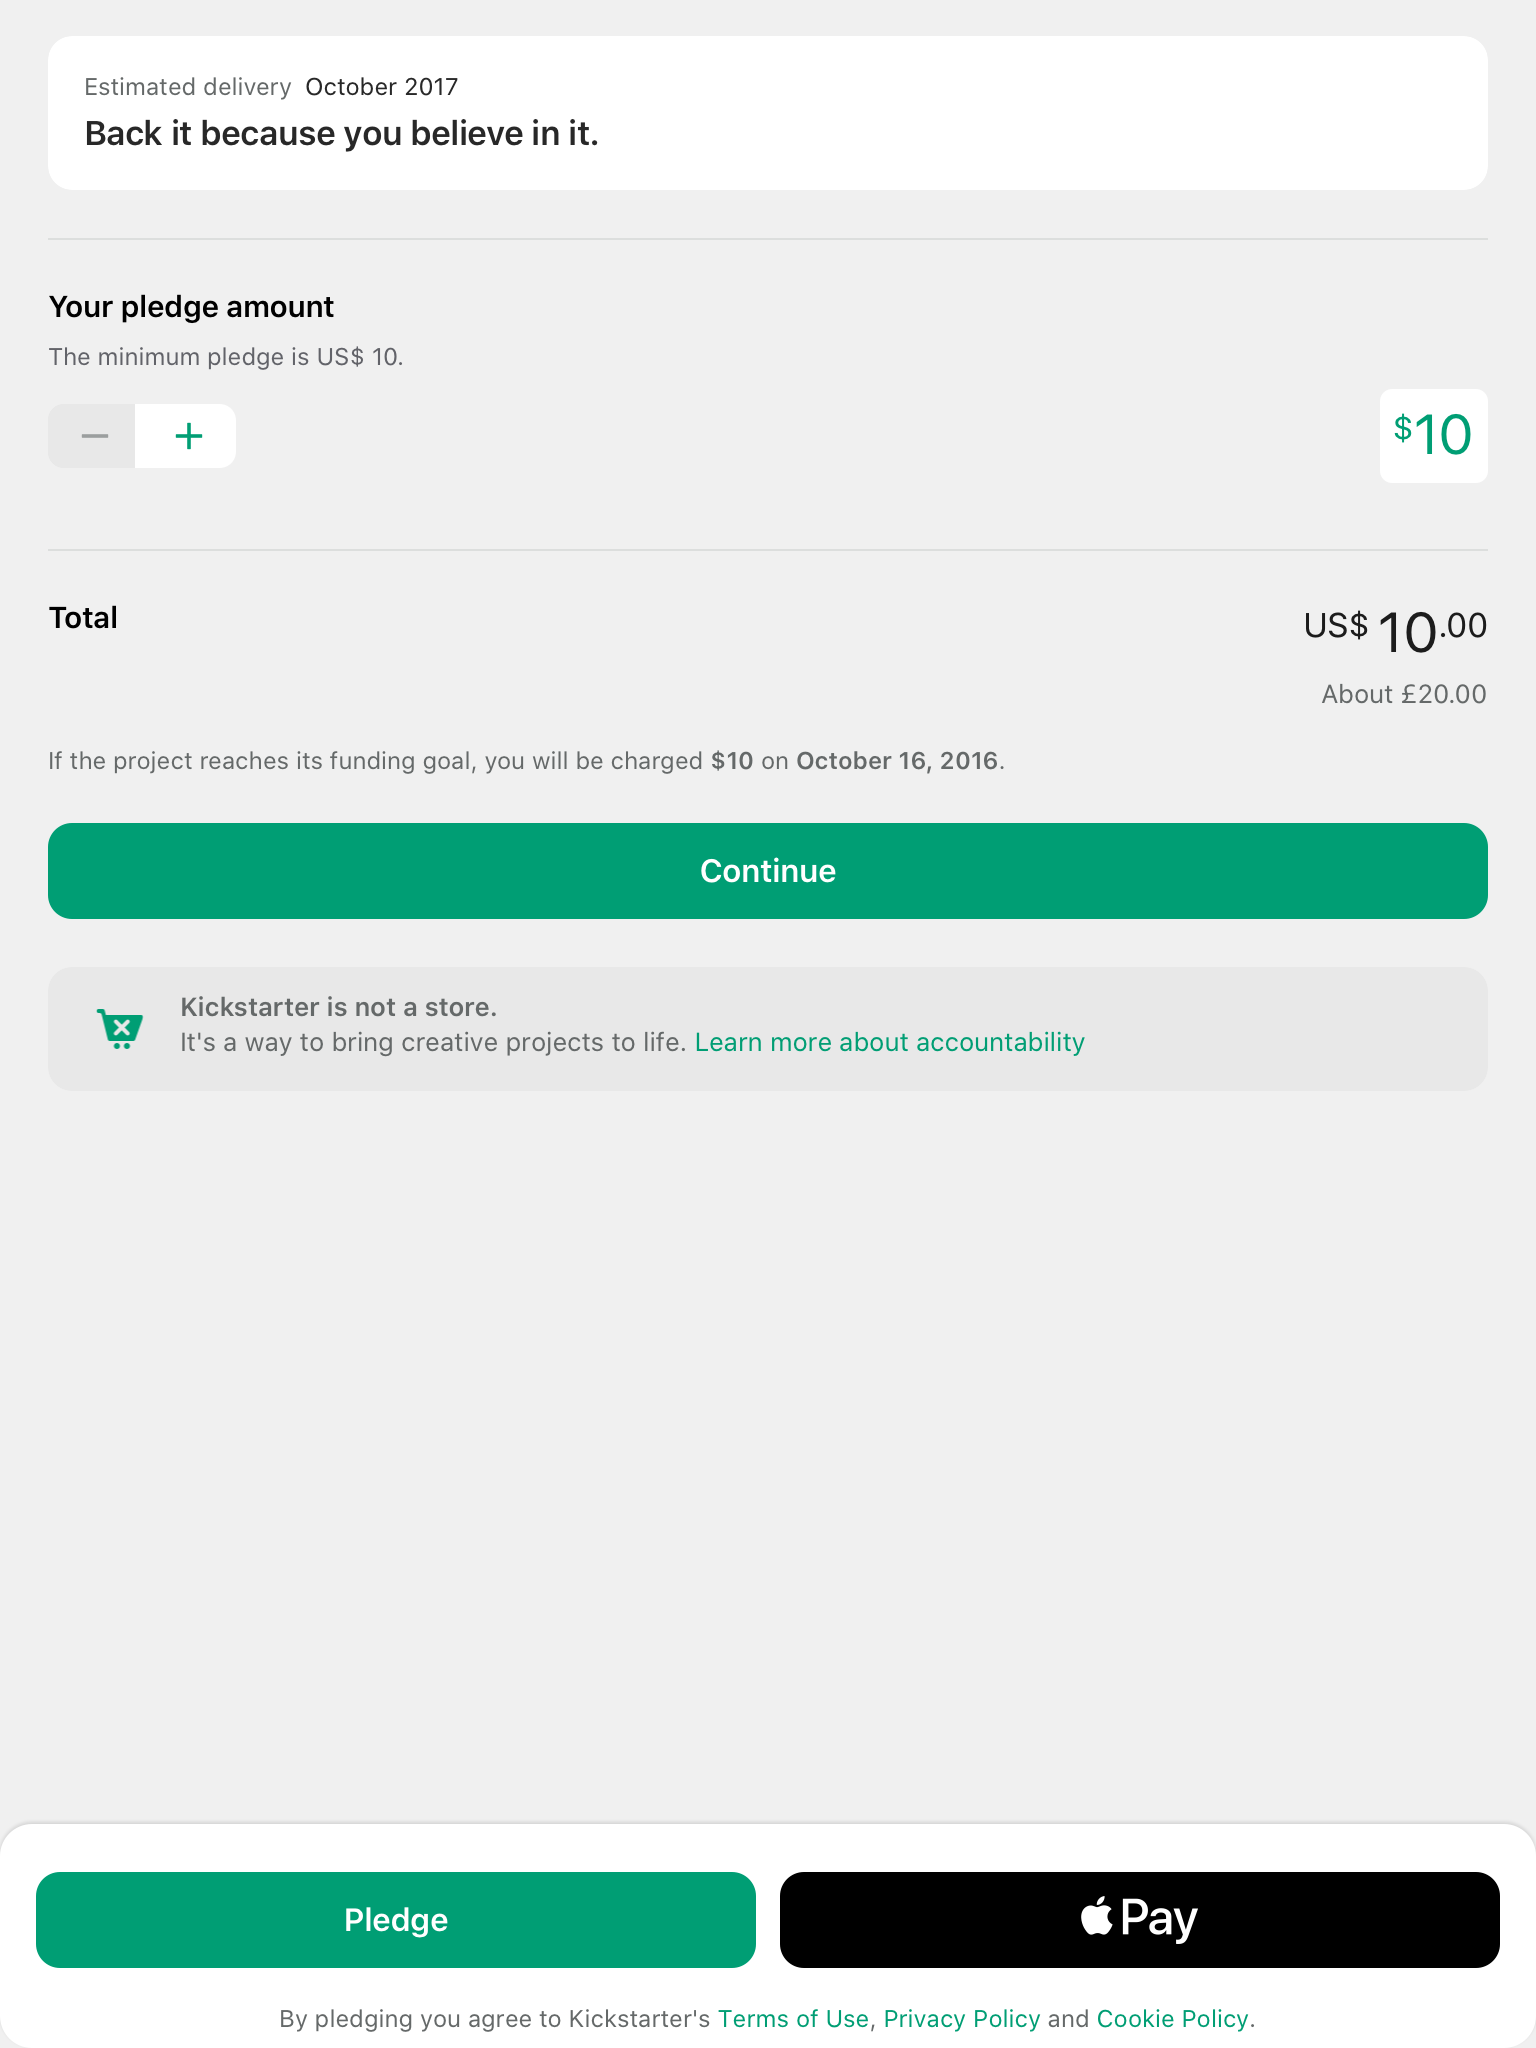 Estimated delivery October 2017
Back it because you believe in it.
Your pledge amount
The minimum pledge is US$ 10.
$10
Total
US$ 10.00
About £20.00
If the project reaches its funding goal, you will be charged $10 on October 16, 2016.
Continue
Kickstarter is not a store.
It's a way to bring creative projects to life. Learn more about accountability
Pledge
Pay
By pledging you agree to Kickstarter's Terms of Use, Privacy Policy and Cookie Policy.